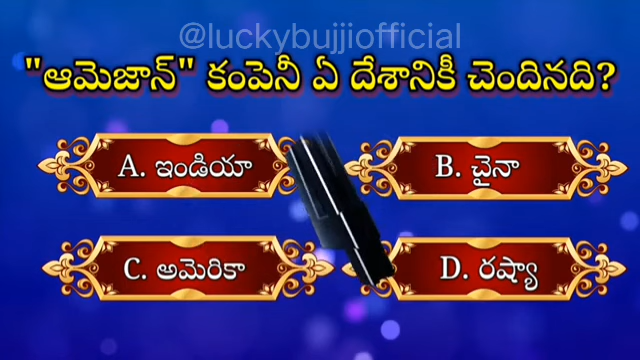 @luckybujjiofficial
"ఆమెజాన్" కంపెనీ ఏ దేశానికీ చెందినది?
A. ఇండియా
B. చైనా
C. అమెరికా
D. రష్యా